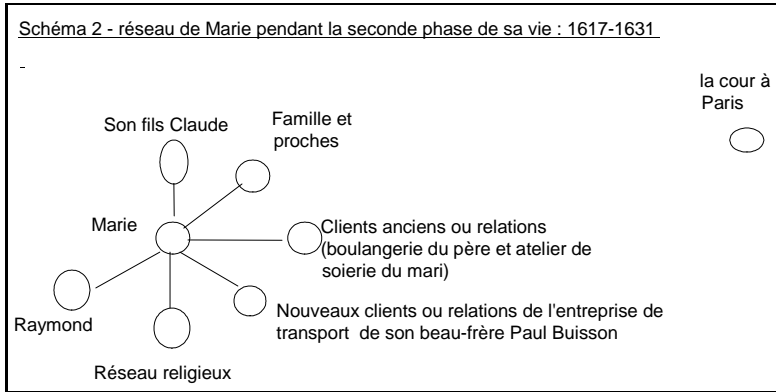 Schéma 2 - réseau de Marie pendant la seconde phase de sa vie : 1617-1631
la cour à
Paris
Son fils Claude
Famille et
proches
Marie
Clients anciens ou relations
(boulangerie du père et atelier de
soierie du mari)
Raymond
Nouveaux clients ou relations de l'entreprise de
transport de son beau-frère Paul Buisson
Réseau religieux